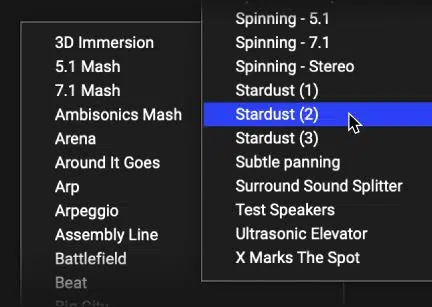 3D Immersion
5.1 Mash
7.1 Mash
Ambisonics Mash
Arena
Around It Goes
Arp
Arpeggio
Assembly Line
Battlefield
Beat
Big City
Spinning - 5.1
Spinning - 7.1
Spinning - Stereo
Stardust (1)
Stardust (2)
Stardust (3)
Subtle panning
Surround Sound Splitter
Test Speakers
Ultrasonic Elevator
X Marks The Spot